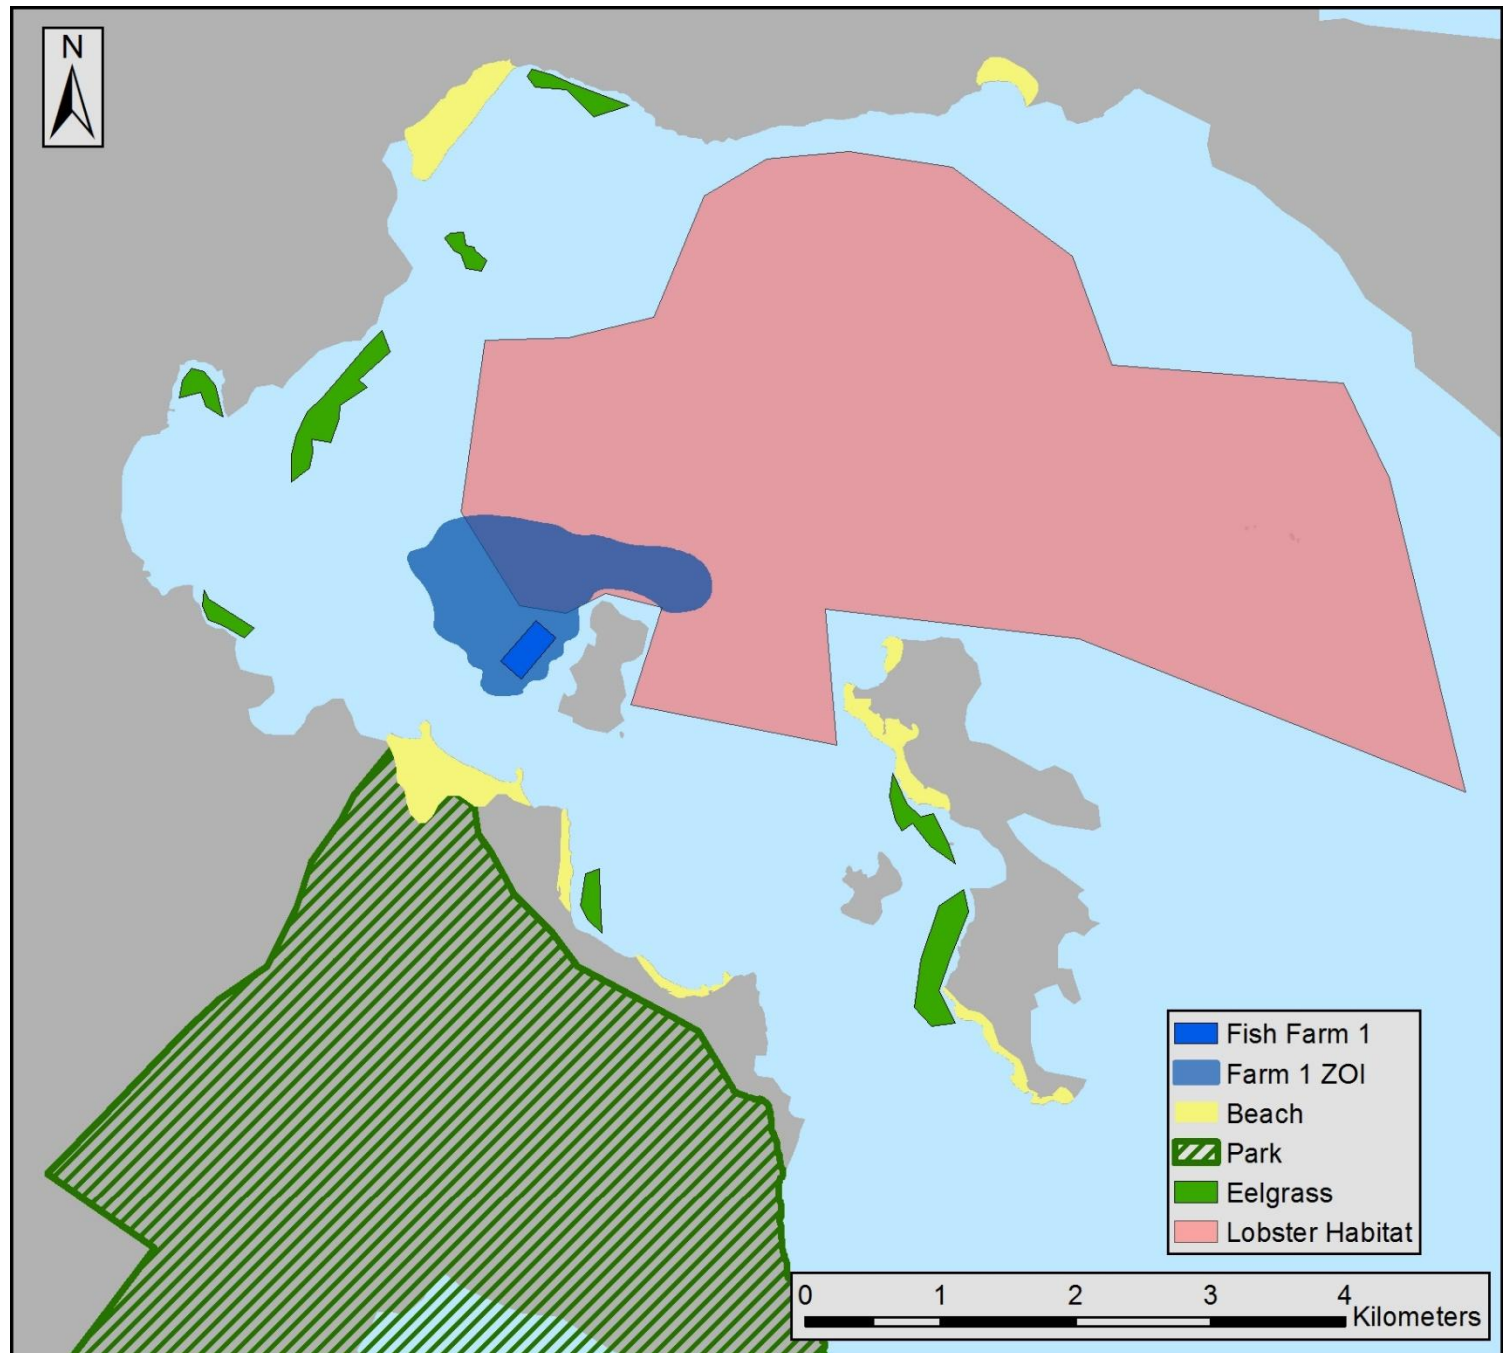 N
Fish Farm 1
Farm 1 ZOI
Beach
Park
Eelgrass
Lobster Habitat
0 1 2 3 4
Kilometers